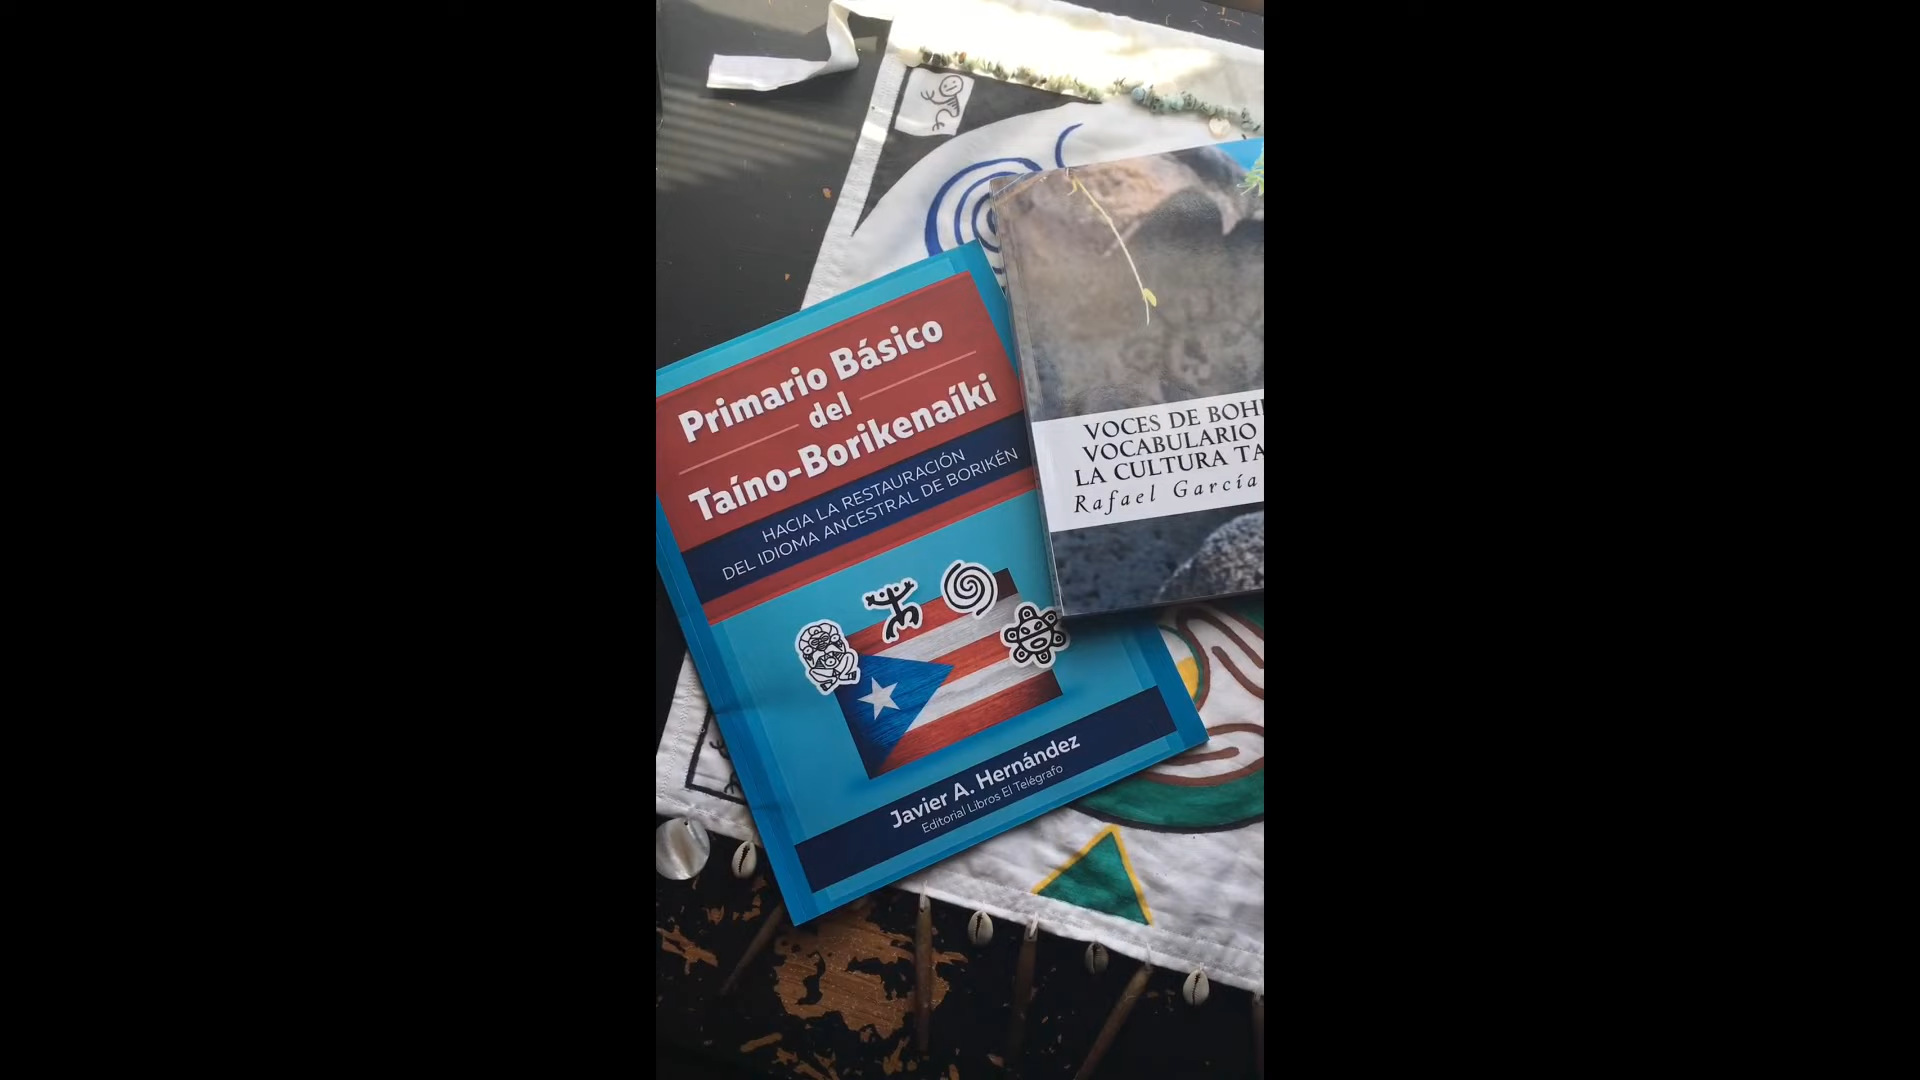 Primario Básico
del
Taíno-Borikenaíki
HACIA LA RESTAURACIÓN
DEL IDIOMA ANCESTRAL DE BORIKÉN
Javier A. Hernández
Editorial Libros El Telégrafo
VOCES DE BOHI
VOCABULARIO
LA CULTURA TA
Rafael García